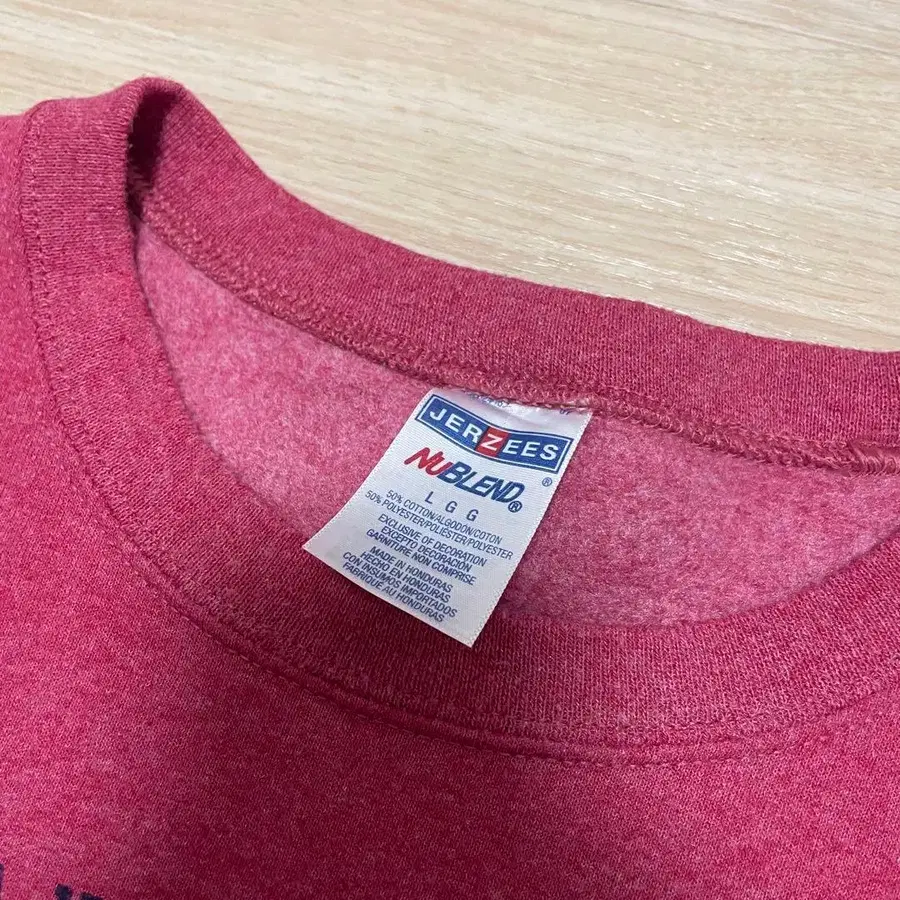 JERZEES
®
NUBLEND®
L G G
50% COTTON/ALGODON/COTON
50% POLYESTER/POLIÉSTER/POLYESTER
EXCLUSIVE OF DECORATION
EXCEPTO DECORACIÓN
GARNITURE NON COMPRISE
MADE IN HONDURAS
HECHO EN HONDURAS
CON INSUMOS IMPORTADOS
FABRIQUÉ AU HONDURAS